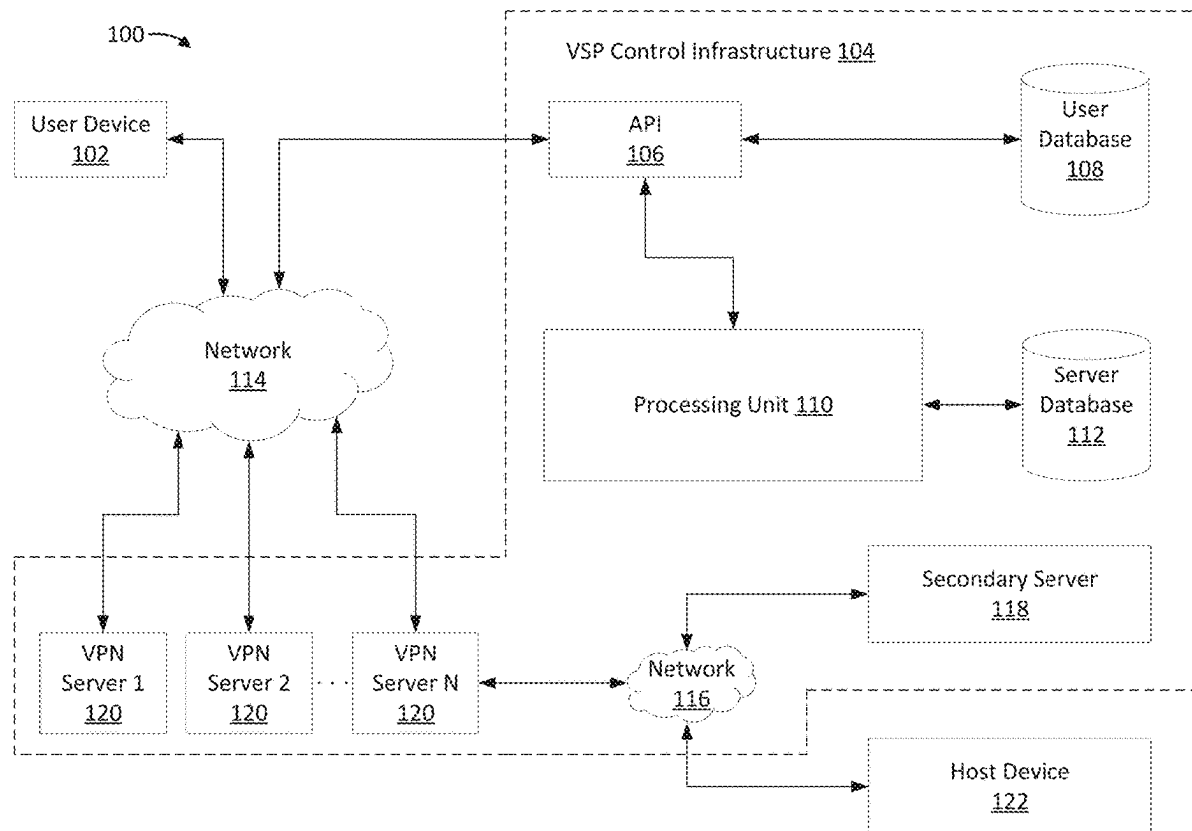 100
VSP Control Infrastructure 104
User Device
102
API
106
User
Database
108
Network
114
Processing Unit 110
Server
Database
112
Secondary Server
118
VPN
Server 1
120
VPN
Server 2
120
. . .
VPN
Server N
120
Network
116
Host Device
122